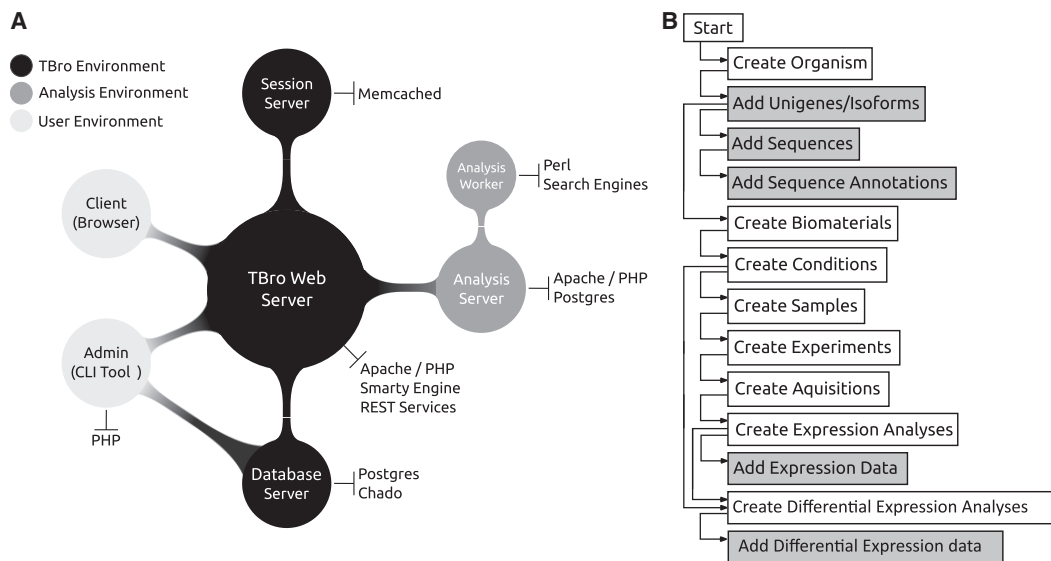 A
TBro Environment
Analysis Environment
User Environment
Session
Server
Memcached
Analysis
Worker
Perl
Search Engines
Client
(Browser)
TBro Web
Server
Analysis
Server
Apache / PHP
Postgres
Admin
(CLI Tool )
PHP
Apache / PHP
Smarty Engine
REST Services
Database
Server
Postgres
Chado
B
Start
Create Organism
Add Unigenes/Isoforms
Add Sequences
Add Sequence Annotations
Create Biomaterials
Create Conditions
Create Samples
Create Experiments
Create Aquisitions
Create Expression Analyses
Add Expression Data
Create Differential Expression Analyses
Add Differential Expression data